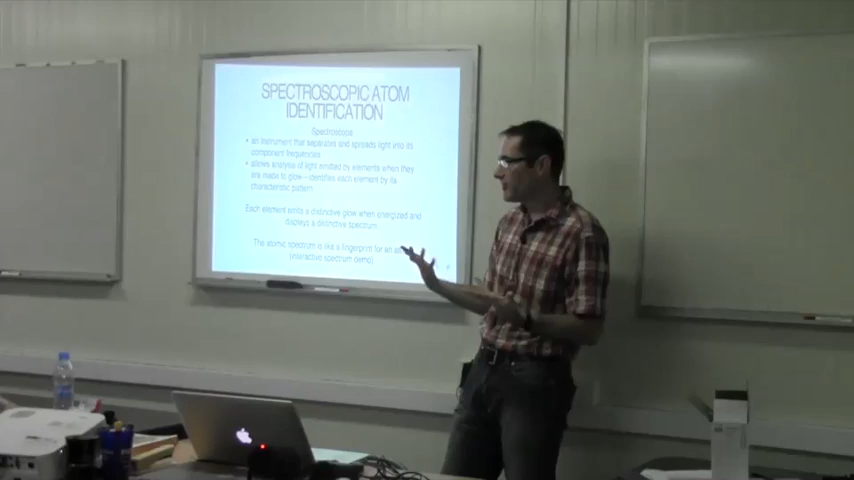 SPECTROSCOPIC ATOM
IDENTIFICATION
Spectroscope
• an instrument that separates and spreads light into its
component frequencies
• allows analysis of light emitted by elements when they
are made to glow – identifies each element by its
characteristic pattern
Each element emits a distinctive glow when energized and
displays a distinctive spectrum
The atomic spectrum is like a fingerprint for an
(interactive spectrum demo)